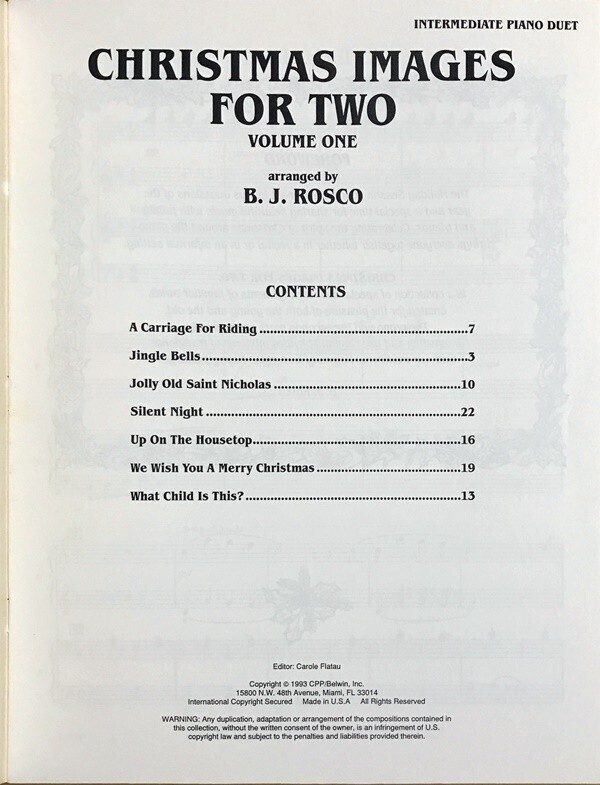 INTERMEDIATE PIANO DUET
CHRISTMAS IMAGES
FOR TWO
VOLUME ONE
arranged by
B. J. ROSCO
CONTENTS
A Carriage For Riding ..................................................7
Jingle Bells................................................................3
Jolly Old Saint Nicholas .............................................10
Silent Night .............................................................22
Up On The Housetop..................................................16
We Wish You A Merry Christmas ...................................19
What Child Is This? ....................................................13
Editor: Carole Flatau
Copyright © 1993 CPP/Belwin, Inc.
15800 N.W. 48th Avenue, Miami, FL 33014
International Copyright Secured Made in U.S.A All Rights Reserved
WARNING: Any duplication, adaptation or arrangement of the compositions contained in
this collection, without the written consent of the owner, is an infringement of U.S.
copyright law and subject to the penalties and liabilities provided therein.